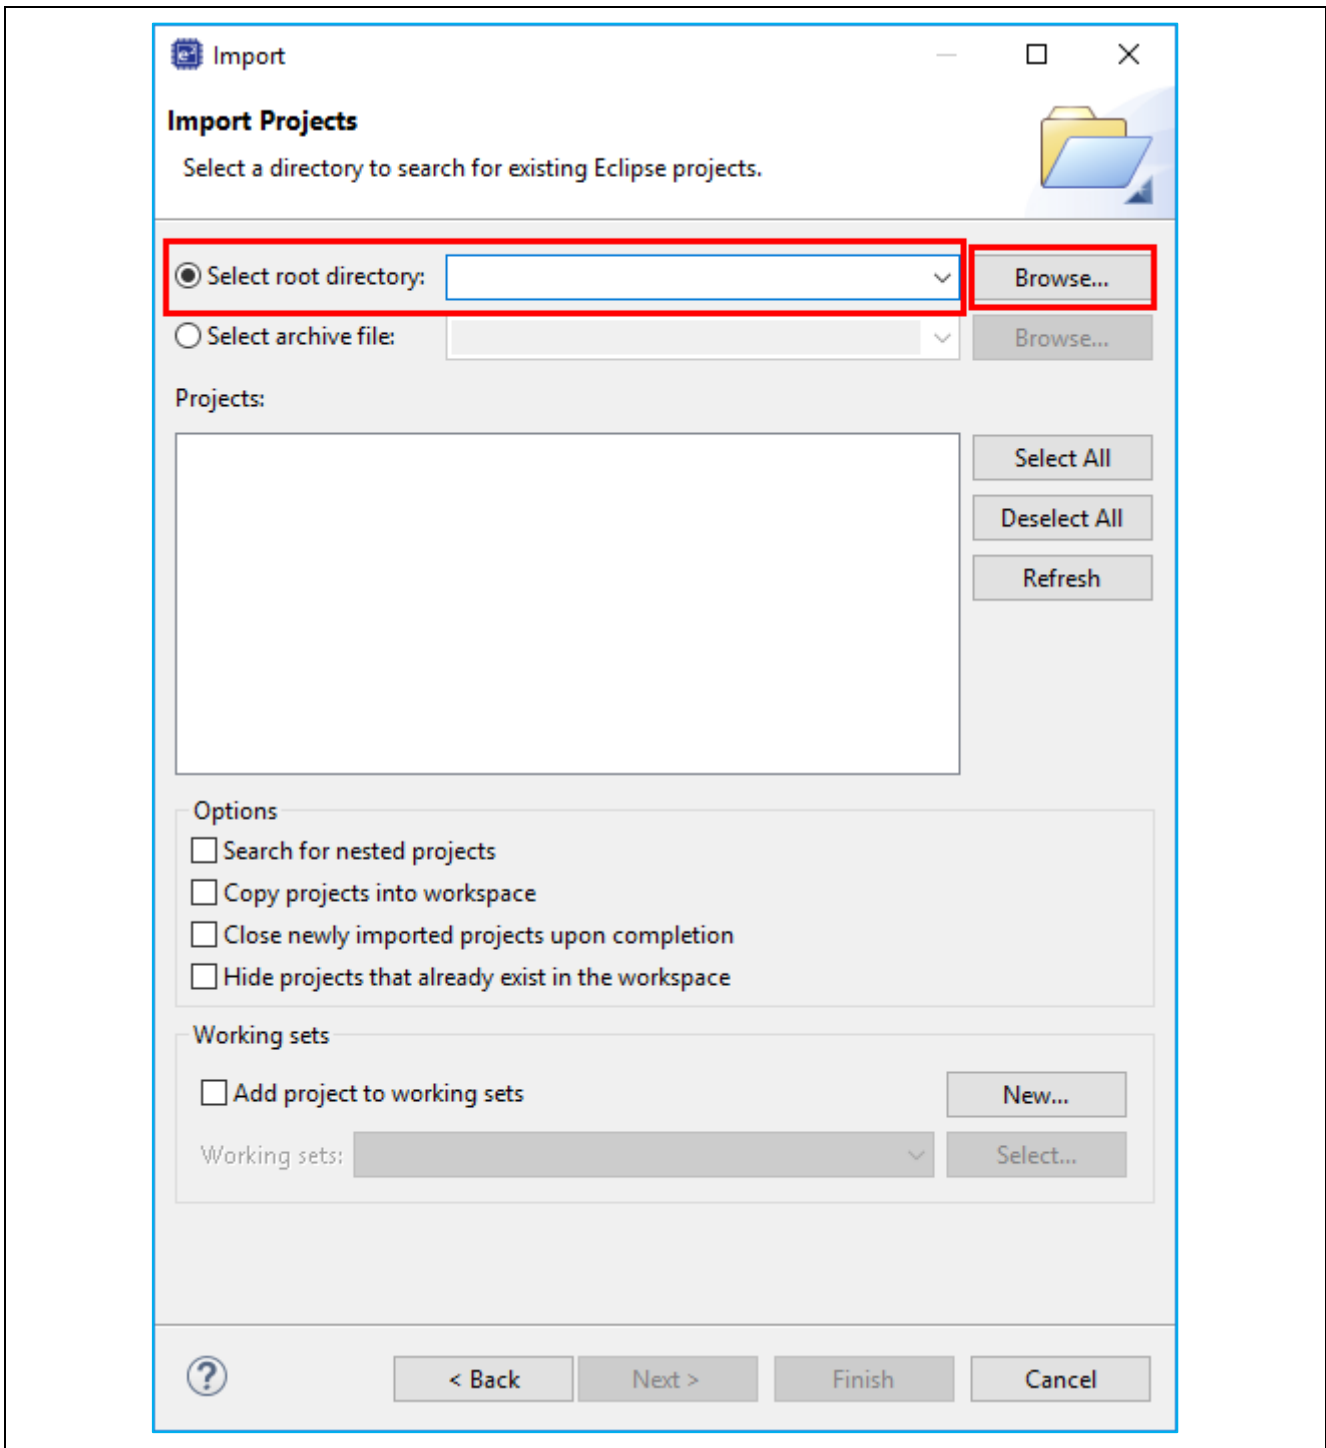 e² Import
Import Projects
Select a directory to search for existing Eclipse projects.
Select root directory: Browse...
Select archive file: Browse...
Projects:
Select All
Deselect All
Refresh
Options
Search for nested projects
Copy projects into workspace
Close newly imported projects upon completion
Hide projects that already exist in the workspace
Working sets
Add project to working sets New...
Working sets: Select...
? < Back Next > Finish Cancel